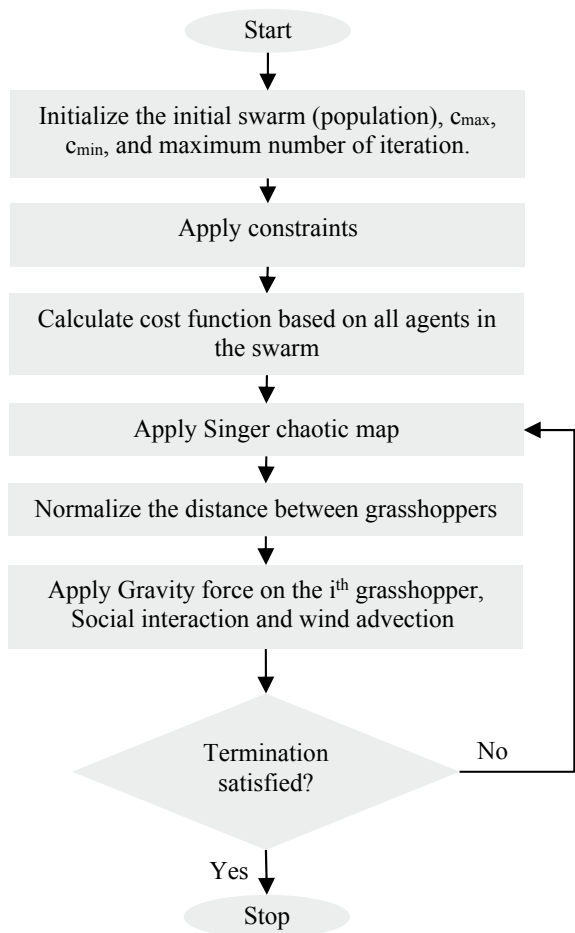 Start
Initialize the initial swarm (population), cmax,
cmin, and maximum number of iteration.
Apply constraints
Calculate cost function based on all agents in
the swarm
Apply Singer chaotic map
Normalize the distance between grasshoppers
Apply Gravity force on the ith grasshopper,
Social interaction and wind advection
Termination
satisfied?
No
Yes
Stop